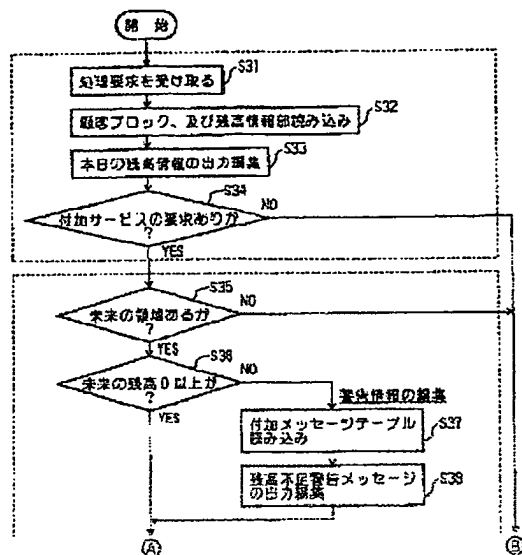 開始
処理要求を受け取る
S31
顧客ブロック、及び残高情報部読み込み
S32
本日の残高情報の出力編集
S33
付加サービスの要求ありか
?
S34
NO
YES
未来の領域あるか
?
S35
NO
YES
未来の残高0以上か
?
S36
NO
YES
警告情報の編集
付加メッセージテーブル
読み込み
S37
残高不足警告メッセージ
の出力編集
S38
A
B